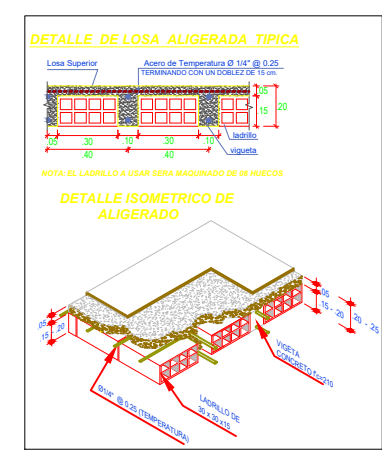 DETALLE DE LOSA ALIGERADA TIPICA
Losa Superior
Acero de Temperatura Ø 1/4" @ 0.25
TERMINANDO CON UN DOBLEZ DE 15 cm.
.05
.15
20
ladrillo
.05 .30 .10 .30 .10
.40 .40
vigueta
NOTA: EL LADRILLO A USAR SERA MAQUINADO DE
HUECOS.
DETALLE ISOMETRICO DE
ALIGERADO
.05
.15 - 20
20 - 25
.05
.15 - .20
VIGETA
CONCRETO f'c=210
Ø1/4" @ 0.25 (TEMPERATURA)
LADRILLO DE
30 x 30 x15